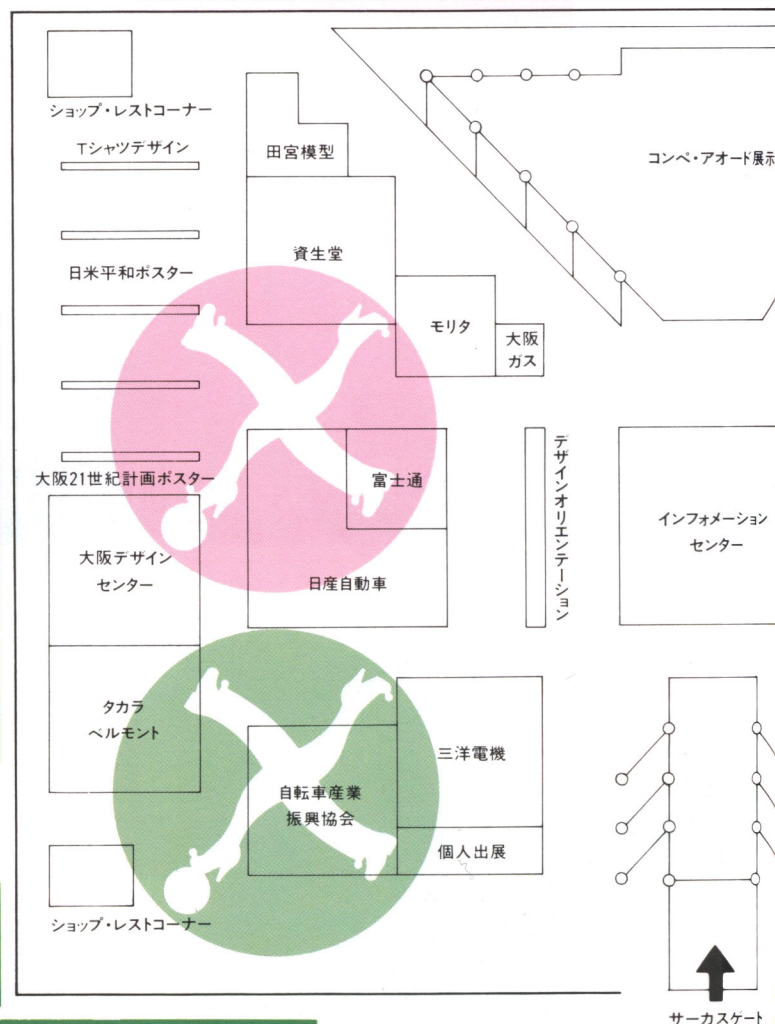 ショップ・レストコーナー
Tシャツデザイン
田宮模型
コンペ・アオード展示
資生堂
日米平和ポスター
モリタ
大阪
ガス
デザインオリエンテーション
富士通
大阪21世紀計画ポスター
インフォメーション
センター
大阪デザイン
センター
日産自動車
タカラ
ベルモント
三洋電機
自転車産業
振興協会
個人出展
ショップ・レストコーナー
サーカスゲート